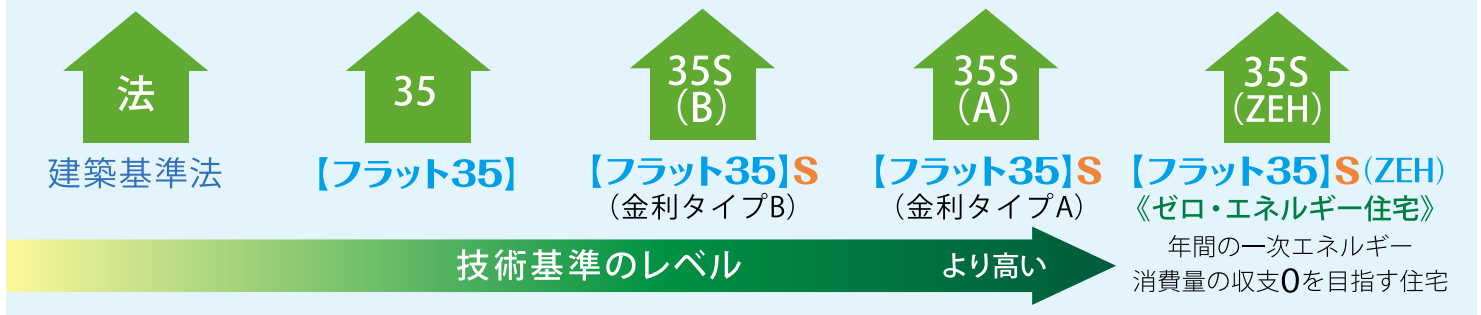 法
35
35S
（B）
35S
（A）
35S
（ZEH）
建築基準法
【フラット35】
【フラット35】S
（金利タイプB）
【フラット35】S
（金利タイプA）
【フラット35】S（ZEH）
《ゼロ・エネルギー住宅》
年間の一次エネルギー
消費量の収支0を目指す住宅
技術基準のレベル
より高い